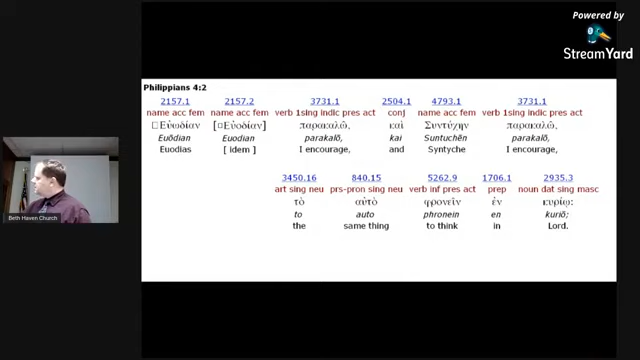 Powered by
StreamYard
Philippians 4:2
2157.1 2157.2 3731.1 2504.1 4793.1 3731.1
name acc fem name acc fem verb 1sing indic pres act conj name acc fem verb 1sing indic pres act
□Εὐωδίαν [□Εὐοδίαν] παρακαλῶ, καὶ Συντύχην παρακαλῶ,
Euōdian Euodian parakalō, kai Suntuchēn parakalō,
Euodias [ idem ] I encourage, and Syntyche I encourage,
3450.16 840.15 5262.9 1706.1 2935.3
art sing neu prs-pron sing neu verb inf pres act prep noun dat sing masc
τὸ αὐτὸ φρονεῖν ἐν κυρίῳ·
to auto phronein en kuriō;
the same thing to think in Lord.
Beth Haven Church